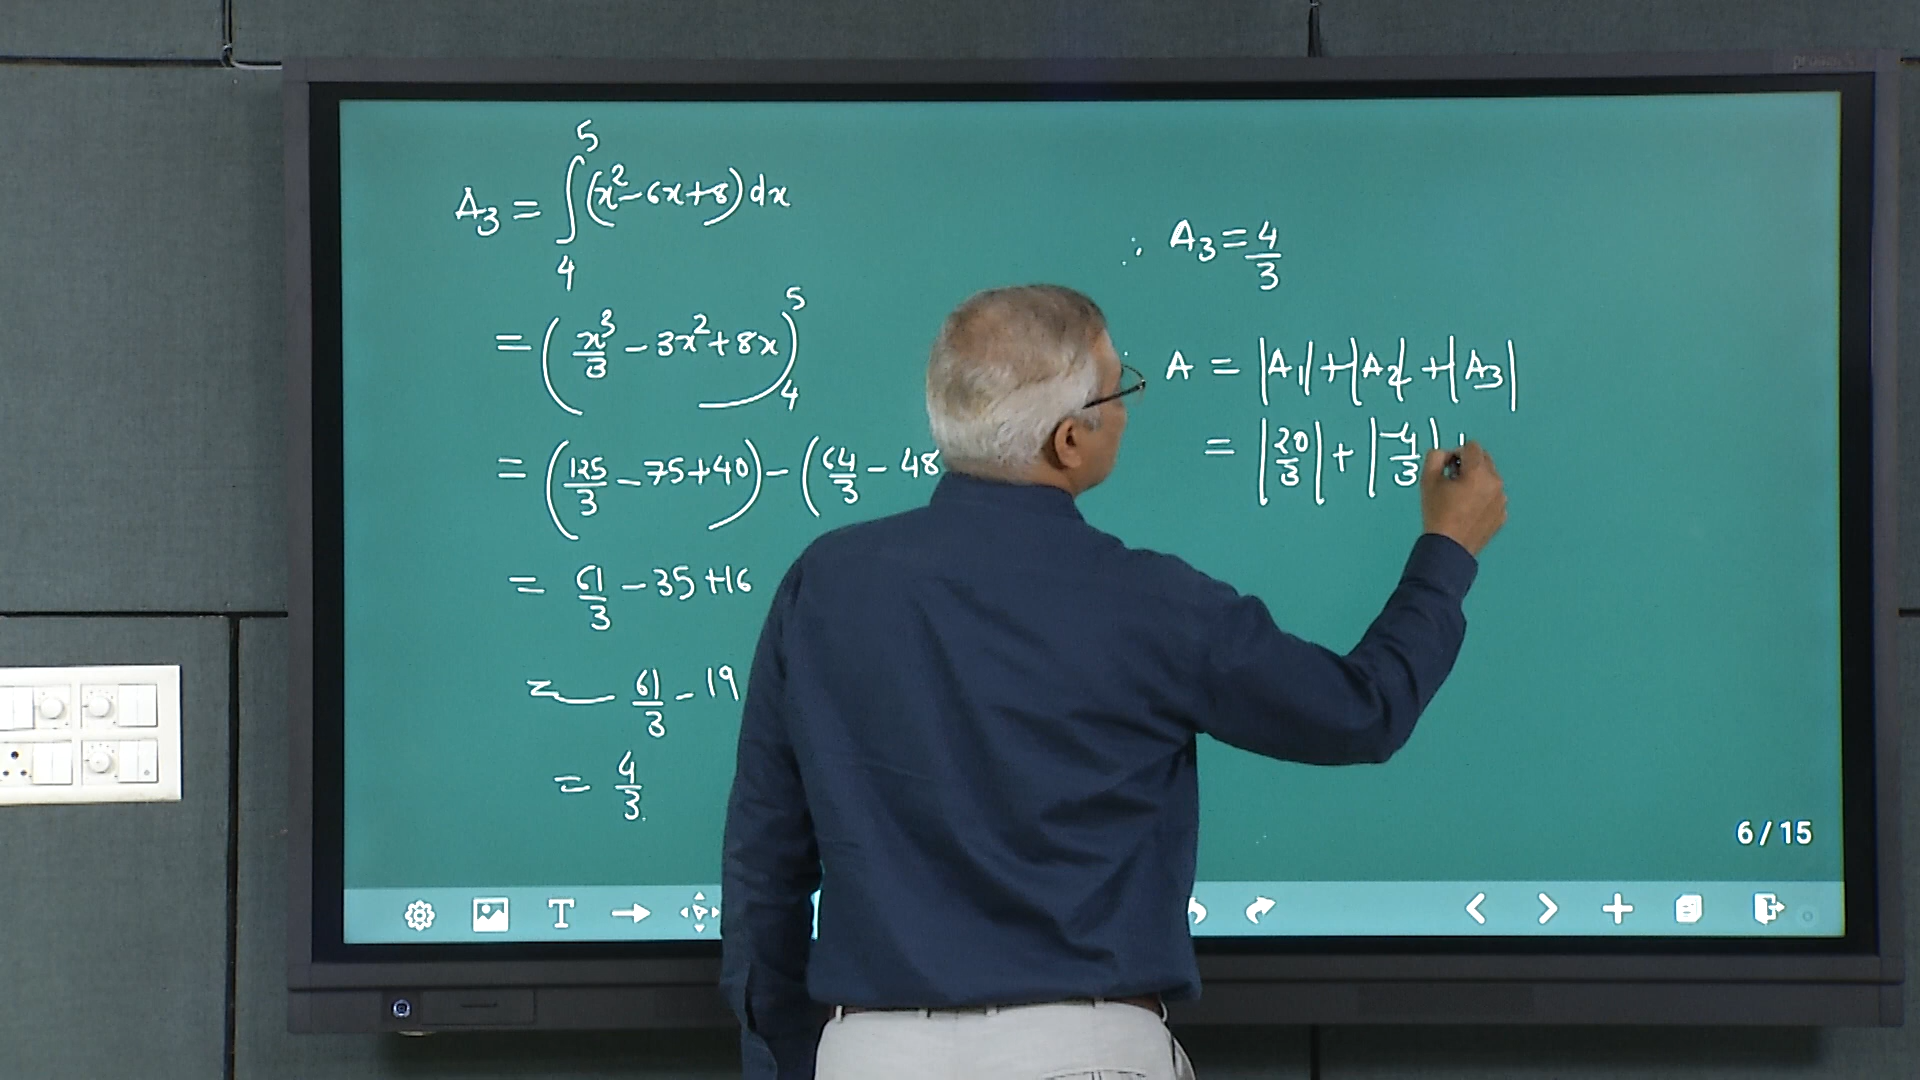 A₃ = ∫₄⁵ (x² - 6x + 8) dx
= (x³/3 - 3x² + 8x)₄⁵
= (125/3 - 75 + 40) - (64/3 - 48
= 61/3 - 35 + 16
= 61/3 - 19
= 4/3.
∴ A₃ = 4/3
A = |A₁| + |A₂| + |A₃|
= |20/3| + |-4/3|
6/15
T